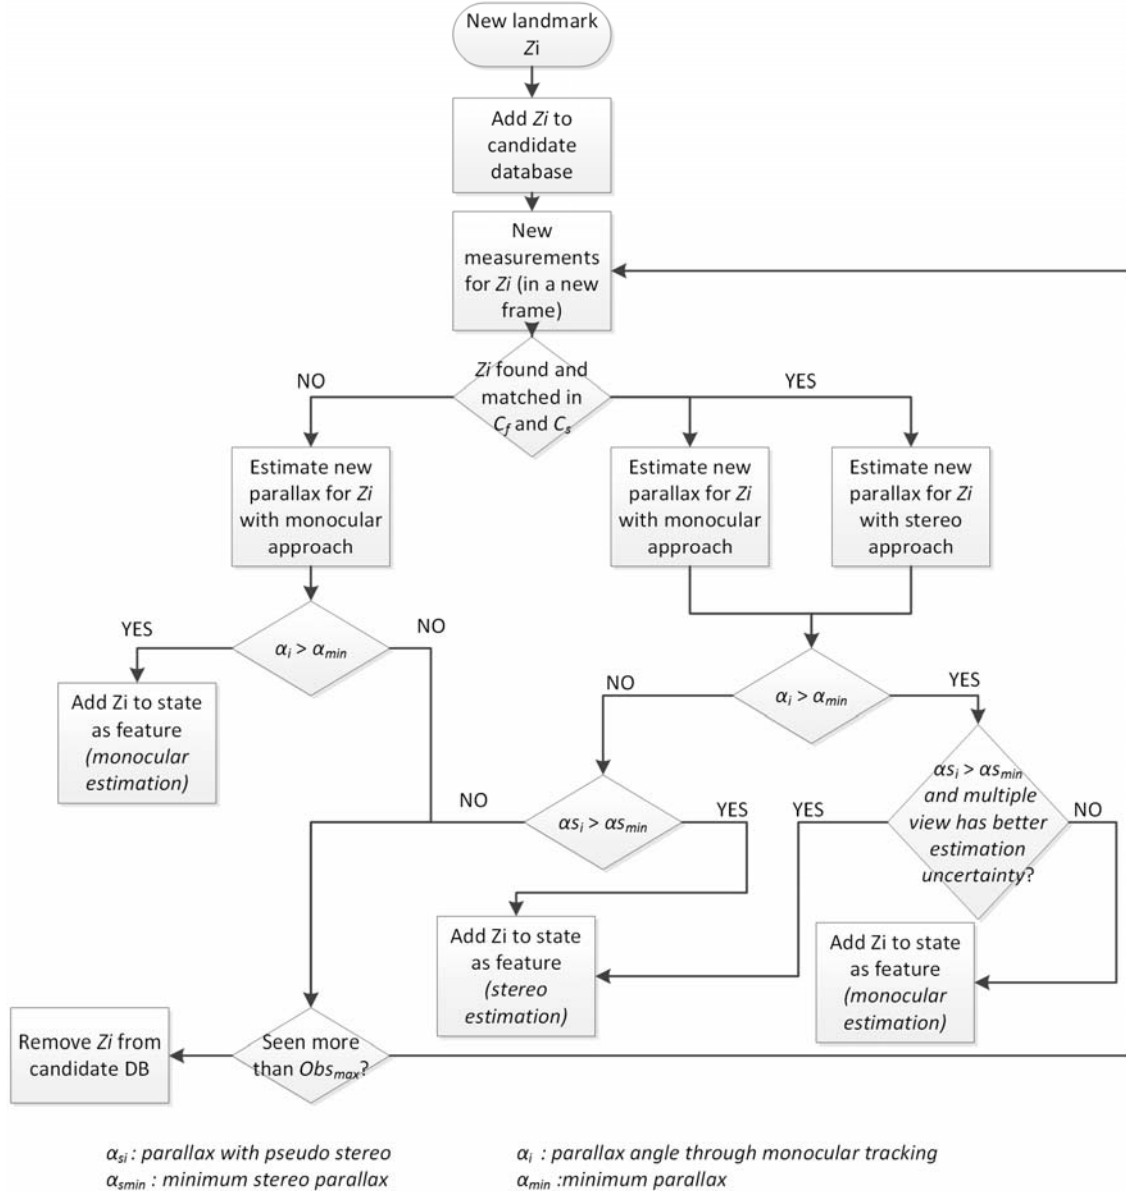 New landmark
Zi
Add Zi to
candidate
database
New
measurements
for Zi (in a new
frame)
Zi found and
matched in
Cf and Cs
NO
YES
Estimate new
parallax for Zi
with monocular
approach
Estimate new
parallax for Zi
with monocular
approach
Estimate new
parallax for Zi
with stereo
approach
YES
αi > αmin
NO
Add Zi to state
as feature
(monocular
estimation)
NO
αi > αmin
YES
NO
αsi > αsmin
YES
YES
αsi > αsmin
and multiple
view has better
estimation
uncertainty?
NO
Add Zi to state
as feature
(stereo
estimation)
Add Zi to state
as feature
(monocular
estimation)
Remove Zi from
candidate DB
Seen more
than Obsmax?
αsi : parallax with pseudo stereo
αsmin : minimum stereo parallax
αi : parallax angle through monocular tracking
αmin :minimum parallax